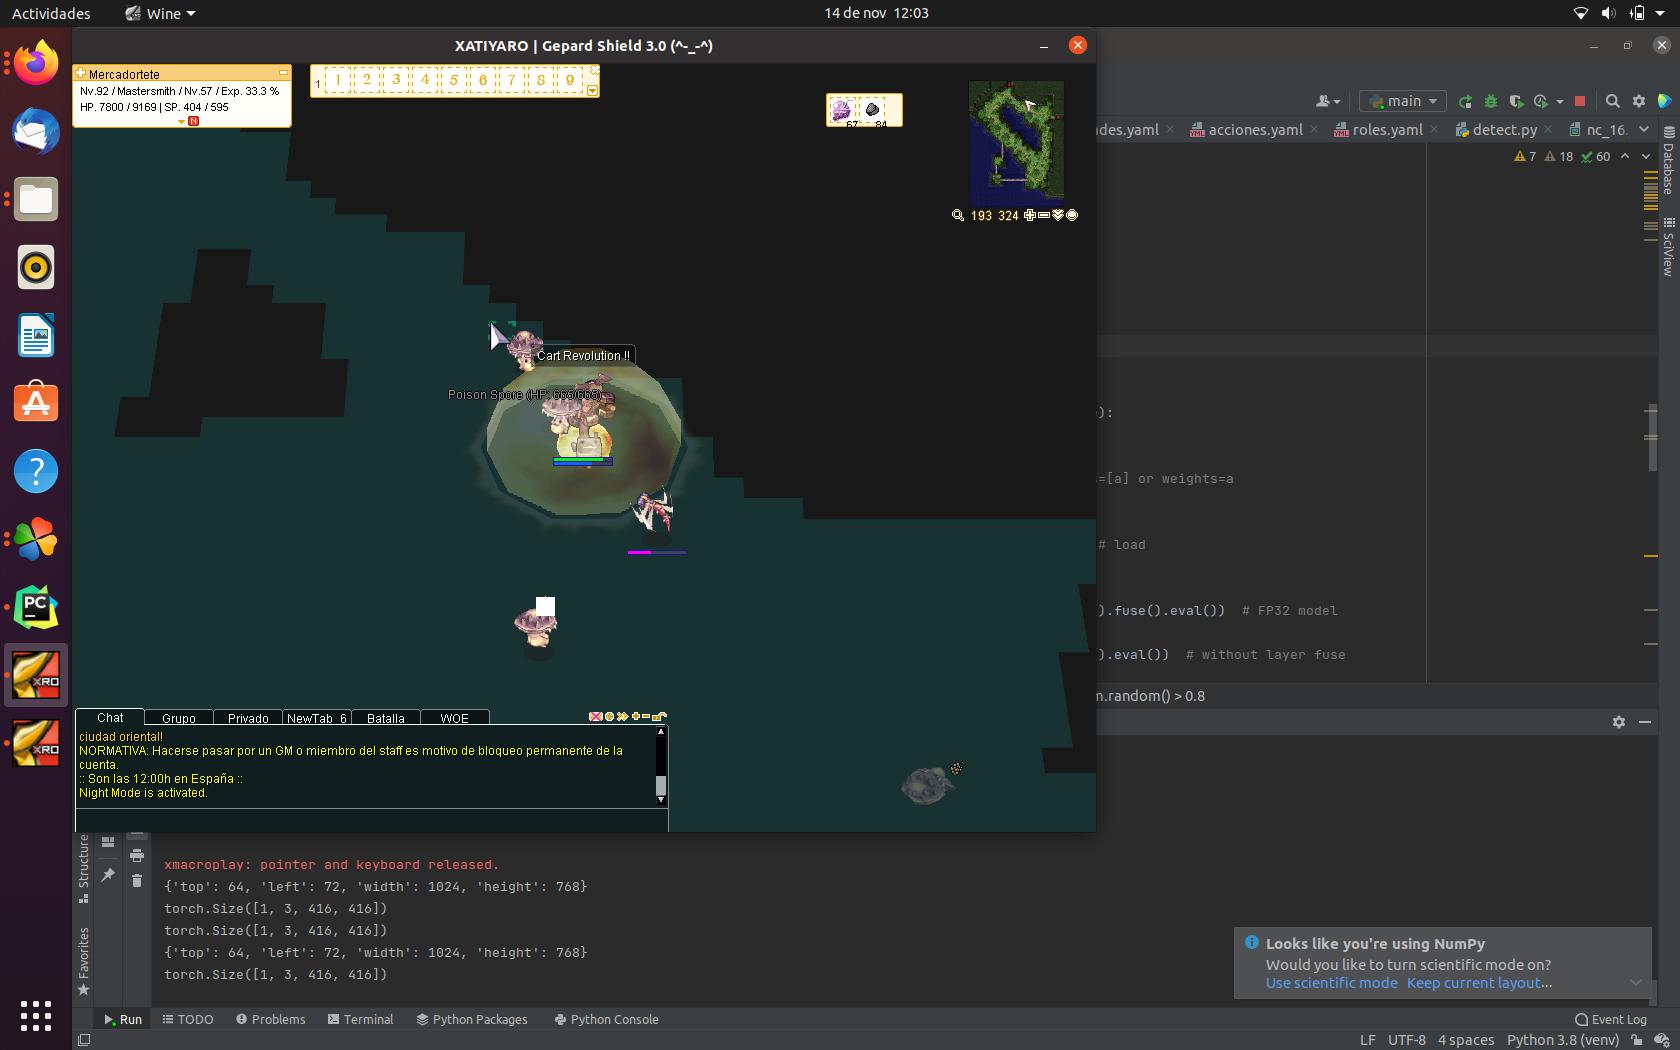 Actividades
Wine
14 de nov 12:03
XATIYARO | Gepard Shield 3.0 (^-_-^)
Mercadortete
Nv.92 / Mastersmith / Nv.57 / Exp. 33.3 %
HP. 7800 / 9169 | SP. 404 / 595
N
1
1 2 3 4 5 6 7 8 9
67 84
193 324
main
des.yaml
acciones.yaml
roles.yaml
detect.py
nc_16.
7 18 60
Database
SciView
Cart Revolution !!
Poison Spore (HP: 665/665)
):
=[a] or weights=a
# load
).fuse().eval()) # FP32 model
).eval()) # without layer fuse
m.random() > 0.8
Chat
Grupo
Privado
NewTab 6
Batalla
WOE
ciudad oriental!
NORMATIVA: Hacerse pasar por un GM o miembro del staff es motivo de bloqueo permanente de la
cuenta.
:: Son las 12:00h en España ::
Night Mode is activated.
PC
XRO
XRO
Structure
Favorites
xmacroplay: pointer and keyboard released.
{'top': 64, 'left': 72, 'width': 1024, 'height': 768}
torch.Size([1, 3, 416, 416])
torch.Size([1, 3, 416, 416])
{'top': 64, 'left': 72, 'width': 1024, 'height': 768}
torch.Size([1, 3, 416, 416])
Looks like you're using NumPy
Would you like to turn scientific mode on?
Use scientific mode Keep current layout...
Run
TODO
Problems
Terminal
Python Packages
Python Console
Event Log
LF UTF-8 4 spaces Python 3.8 (venv)